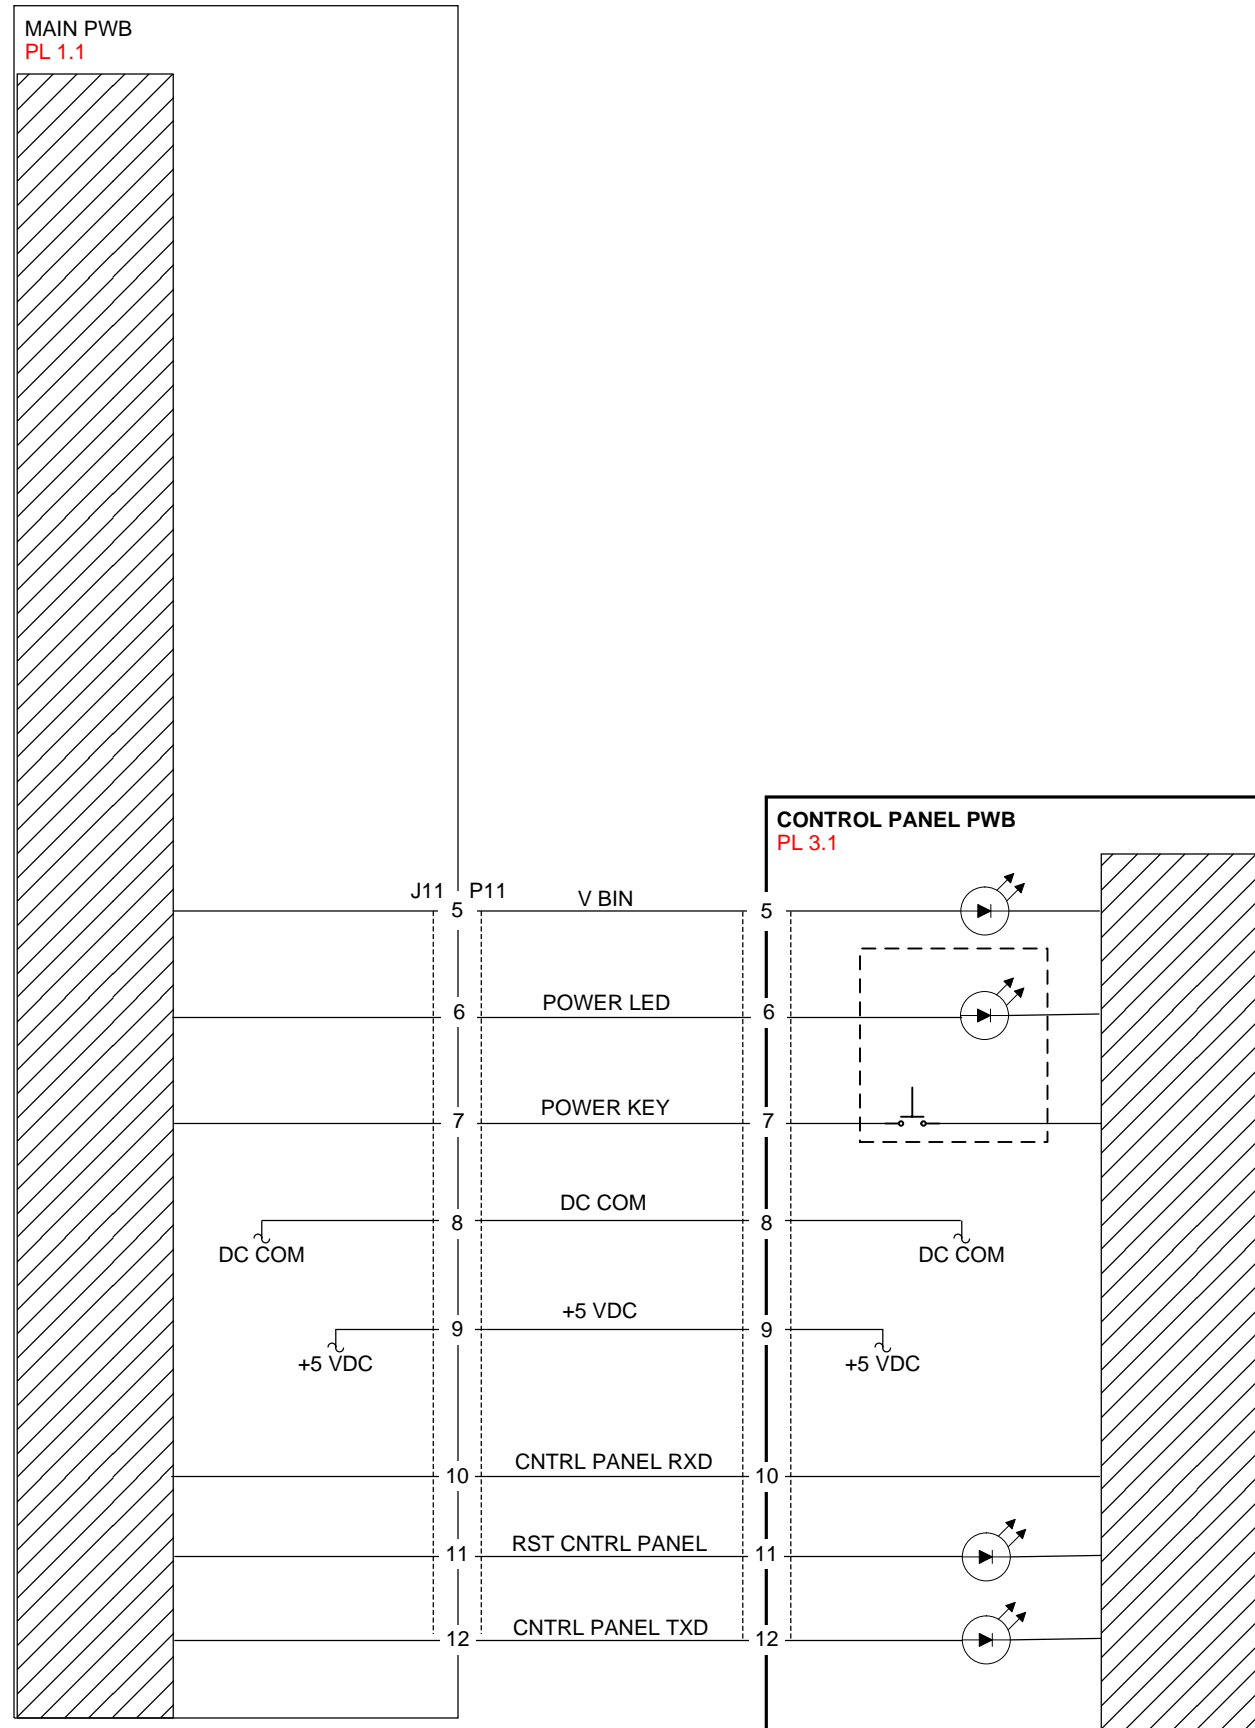 MAIN PWB
PL 1.1
CONTROL PANEL PWB
PL 3.1
J11 P11
5 V BIN 5
6 POWER LED 6
7 POWER KEY 7
8 DC COM 8
DC COM DC COM
9 +5 VDC 9
+5 VDC +5 VDC
10 CNTRL PANEL RXD 10
11 RST CNTRL PANEL 11
12 CNTRL PANEL TXD 12